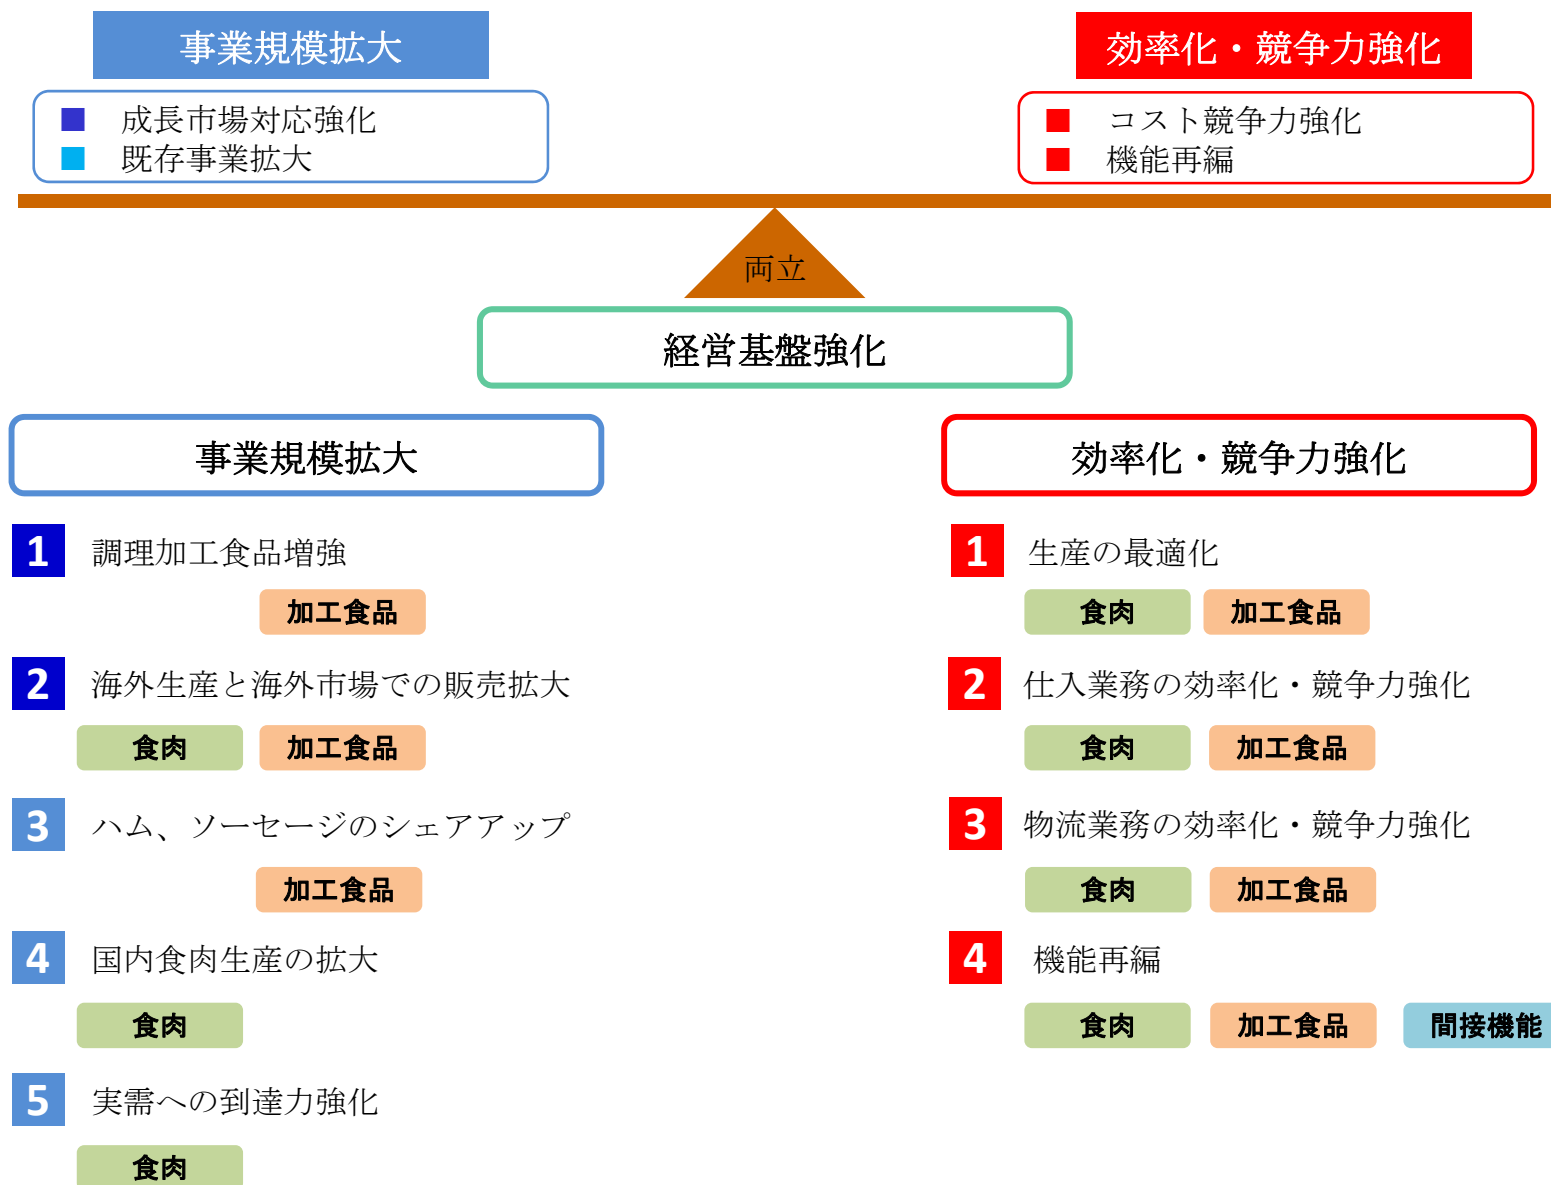 事業規模拡大
成長市場対応強化
既存事業拡大
効率化・競争力強化
コスト競争力強化
機能再編
両立
経営基盤強化
事業規模拡大
1 調理加工食品増強
加工食品
2 海外生産と海外市場での販売拡大
食肉 加工食品
3 ハム、ソーセージのシェアアップ
加工食品
4 国内食肉生産の拡大
食肉
5 実需への到達力強化
食肉
効率化・競争力強化
1 生産の最適化
食肉 加工食品
2 仕入業務の効率化・競争力強化
食肉 加工食品
3 物流業務の効率化・競争力強化
食肉 加工食品
4 機能再編
食肉 加工食品 間接機能